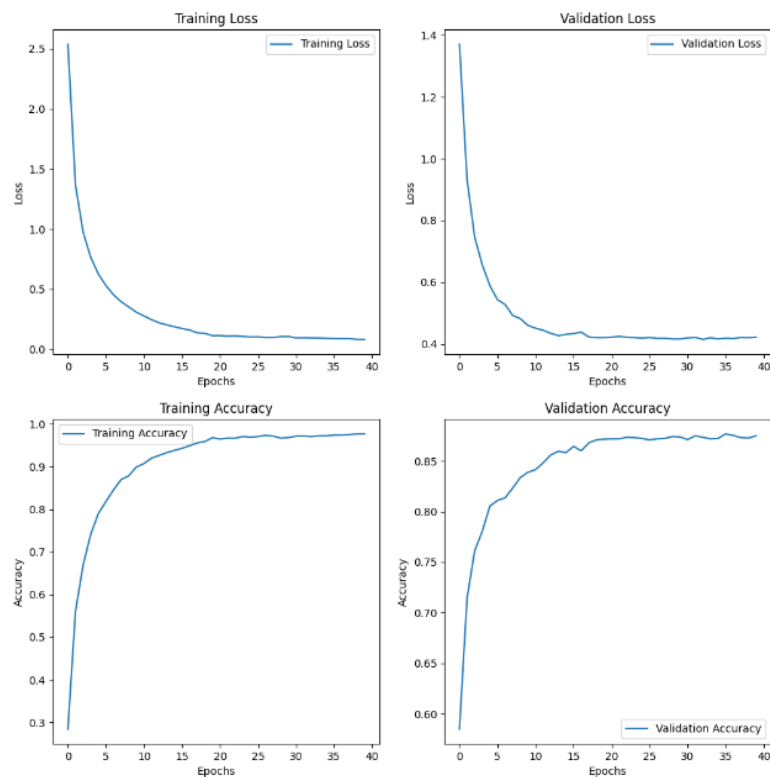 Training Loss
Training Loss
2.5
2.0
1.5
1.0
0.5
0.0
Loss
0 5 10 15 20 25 30 35 40
Epochs
Validation Loss
Validation Loss
1.4
1.2
1.0
0.8
0.6
0.4
Loss
0 5 10 15 20 25 30 35 40
Epochs
Training Accuracy
Training Accuracy
1.0
0.9
0.8
0.7
0.6
0.5
0.4
0.3
Accuracy
0 5 10 15 20 25 30 35 40
Epochs
Validation Accuracy
0.85
0.80
0.75
0.70
0.65
0.60
Accuracy
Validation Accuracy
0 5 10 15 20 25 30 35 40
Epochs